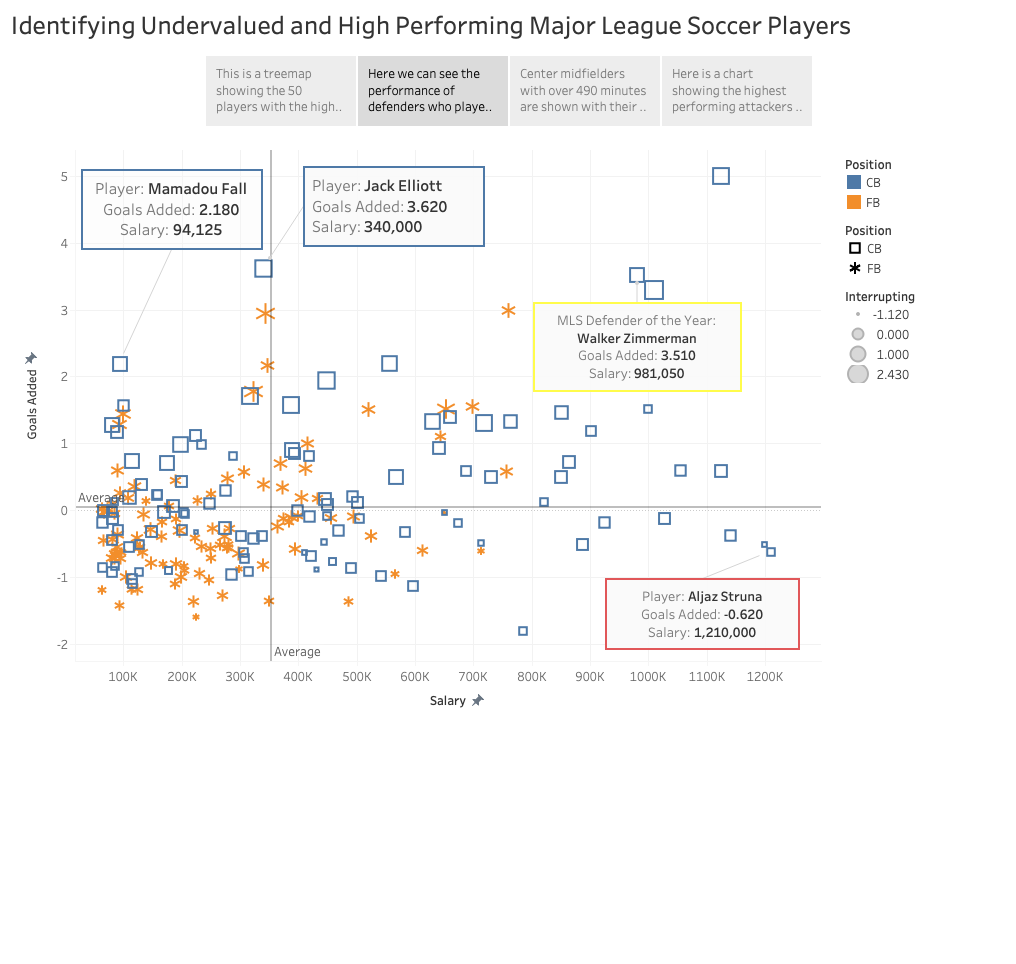 Identifying Undervalued and High Performing Major League Soccer Players
This is a treemap
showing the 50
players with the high..
Here we can see the
performance of
defenders who playe..
Center midfielders
with over 490 minutes
are shown with their ..
Here is a chart
showing the highest
performing attackers ..
Player: Mamadou Fall
Goals Added: 2.180
Salary: 94,125
Player: Jack Elliott
Goals Added: 3.620
Salary: 340,000
MLS Defender of the Year:
Walker Zimmerman
Goals Added: 3.510
Salary: 981,050
Player: Aljaz Struna
Goals Added: -0.620
Salary: 1,210,000
Average
Average
Goals Added
5
4
3
2
1
0
-1
-2
100K
200K
300K
400K
500K
600K
700K
800K
900K
1000K
1100K
1200K
Salary
Position
CB
FB
Position
CB
FB
Interrupting
-1.120
0.000
1.000
2.430